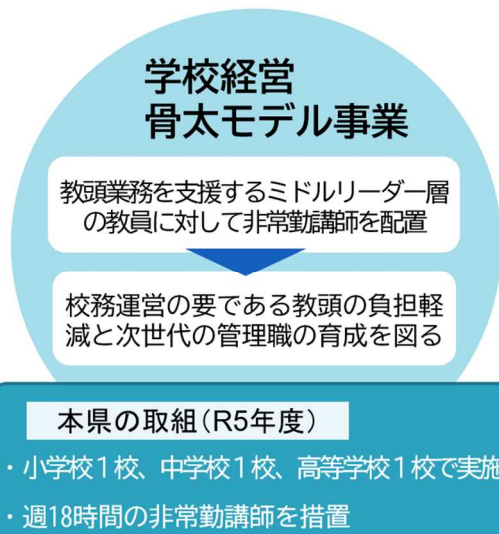 学校経営
骨太モデル事業
教頭業務を支援するミドルリーダー層
の教員に対して非常勤講師を配置
校務運営の要である教頭の負担軽
減と次世代の管理職の育成を図る
本県の取組(R5年度)
・小学校1校、中学校1校、高等学校1校で実施
・週18時間の非常勤講師を措置